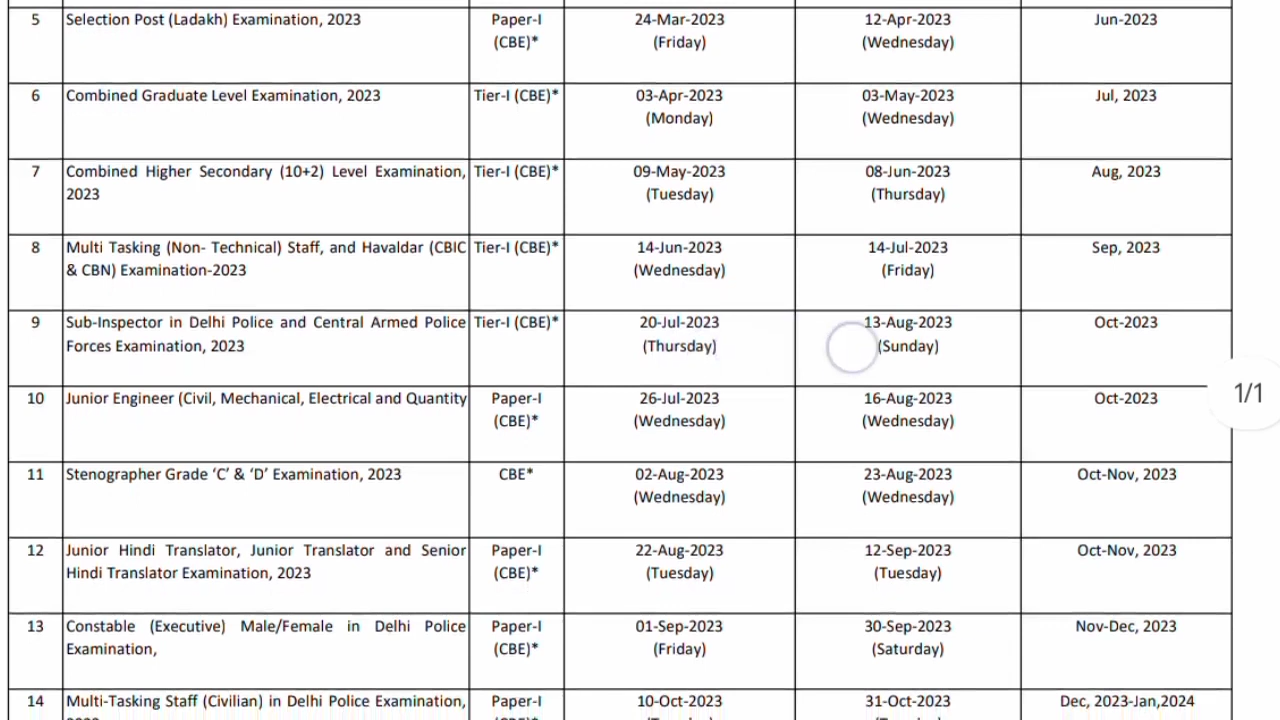 5 Selection Post (Ladakh) Examination, 2023 Paper-I 24-Mar-2023 12-Apr-2023 Jun-2023
(CBE)* (Friday) (Wednesday)
6 Combined Graduate Level Examination, 2023 Tier-I (CBE)* 03-Apr-2023 03-May-2023 Jul, 2023
(Monday) (Wednesday)
7 Combined Higher Secondary (10+2) Level Examination, Tier-I (CBE)* 09-May-2023 08-Jun-2023 Aug, 2023
2023 (Tuesday) (Thursday)
8 Multi Tasking (Non- Technical) Staff, and Havaldar (CBIC Tier-I (CBE)* 14-Jun-2023 14-Jul-2023 Sep, 2023
& CBN) Examination-2023 (Wednesday) (Friday)
9 Sub-Inspector in Delhi Police and Central Armed Police Tier-I (CBE)* 20-Jul-2023 13-Aug-2023 Oct-2023
Forces Examination, 2023 (Thursday) (Sunday)
1/1
10 Junior Engineer (Civil, Mechanical, Electrical and Quantity Paper-I 26-Jul-2023 16-Aug-2023 Oct-2023
(CBE)* (Wednesday) (Wednesday)
11 Stenographer Grade ‘C’ & ‘D’ Examination, 2023 CBE* 02-Aug-2023 23-Aug-2023 Oct-Nov, 2023
(Wednesday) (Wednesday)
12 Junior Hindi Translator, Junior Translator and Senior Paper-I 22-Aug-2023 12-Sep-2023 Oct-Nov, 2023
Hindi Translator Examination, 2023 (CBE)* (Tuesday) (Tuesday)
13 Constable (Executive) Male/Female in Delhi Police Paper-I 01-Sep-2023 30-Sep-2023 Nov-Dec, 2023
Examination, (CBE)* (Friday) (Saturday)
14 Multi-Tasking Staff (Civilian) in Delhi Police Examination, Paper-I 10-Oct-2023 31-Oct-2023 Dec, 2023-Jan,2024